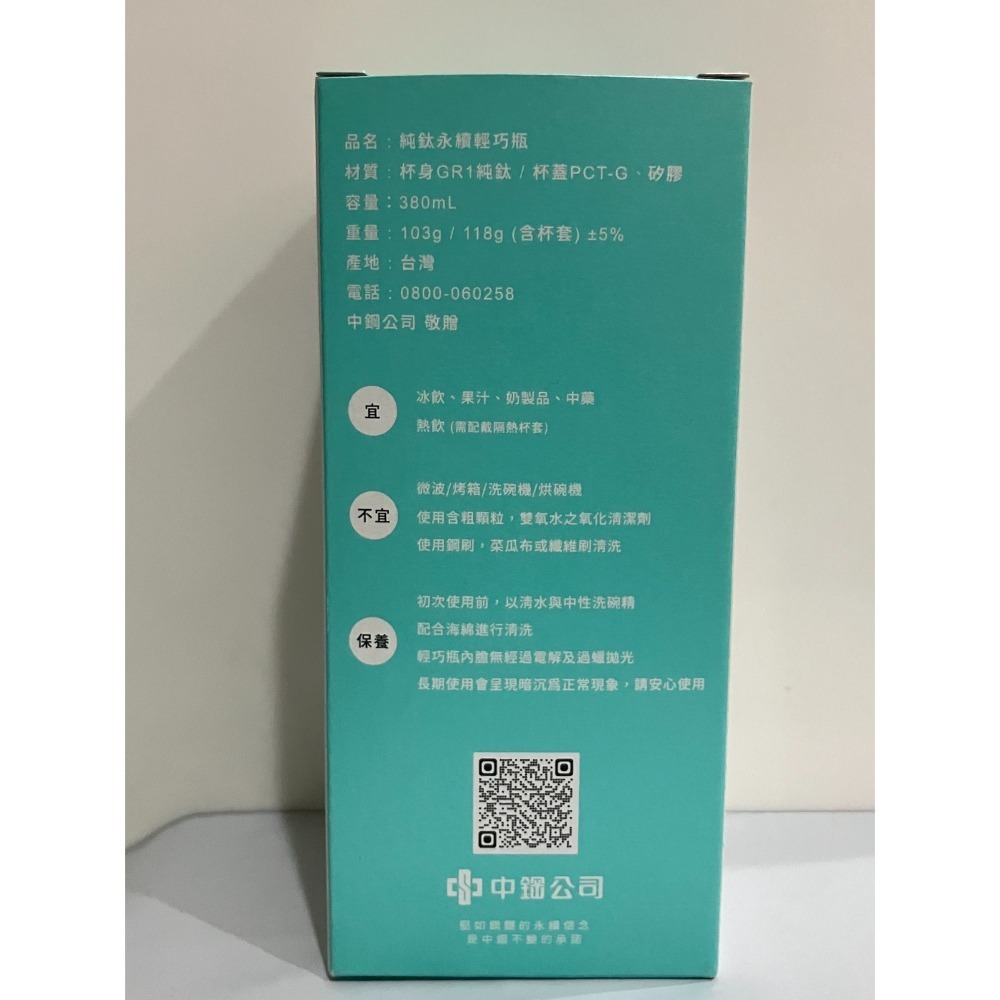 品名：純鈦永續輕巧瓶
材質：杯身GR1純鈦 / 杯蓋PCT-G、矽膠
容量：380mL
重量：103g / 118g (含杯套) ±5%
產地：台灣
電話：0800-060258
中鋼公司 敬贈
宜
冰飲、果汁、奶製品、中藥
熱飲 (需配戴隔熱杯套)
不宜
微波/烤箱/洗碗機/烘碗機
使用含粗顆粒，雙氧水之氧化清潔劑
使用鋼刷，菜瓜布或纖維刷清洗
保養
初次使用前，以清水與中性洗碗精
配合海綿進行清洗
輕巧瓶內膽無經過電解及過蠟拋光
長期使用會呈現暗沉為正常現象，請安心使用
中鋼公司
堅如鋼鐵的永續信念
是中鋼不變的承諾